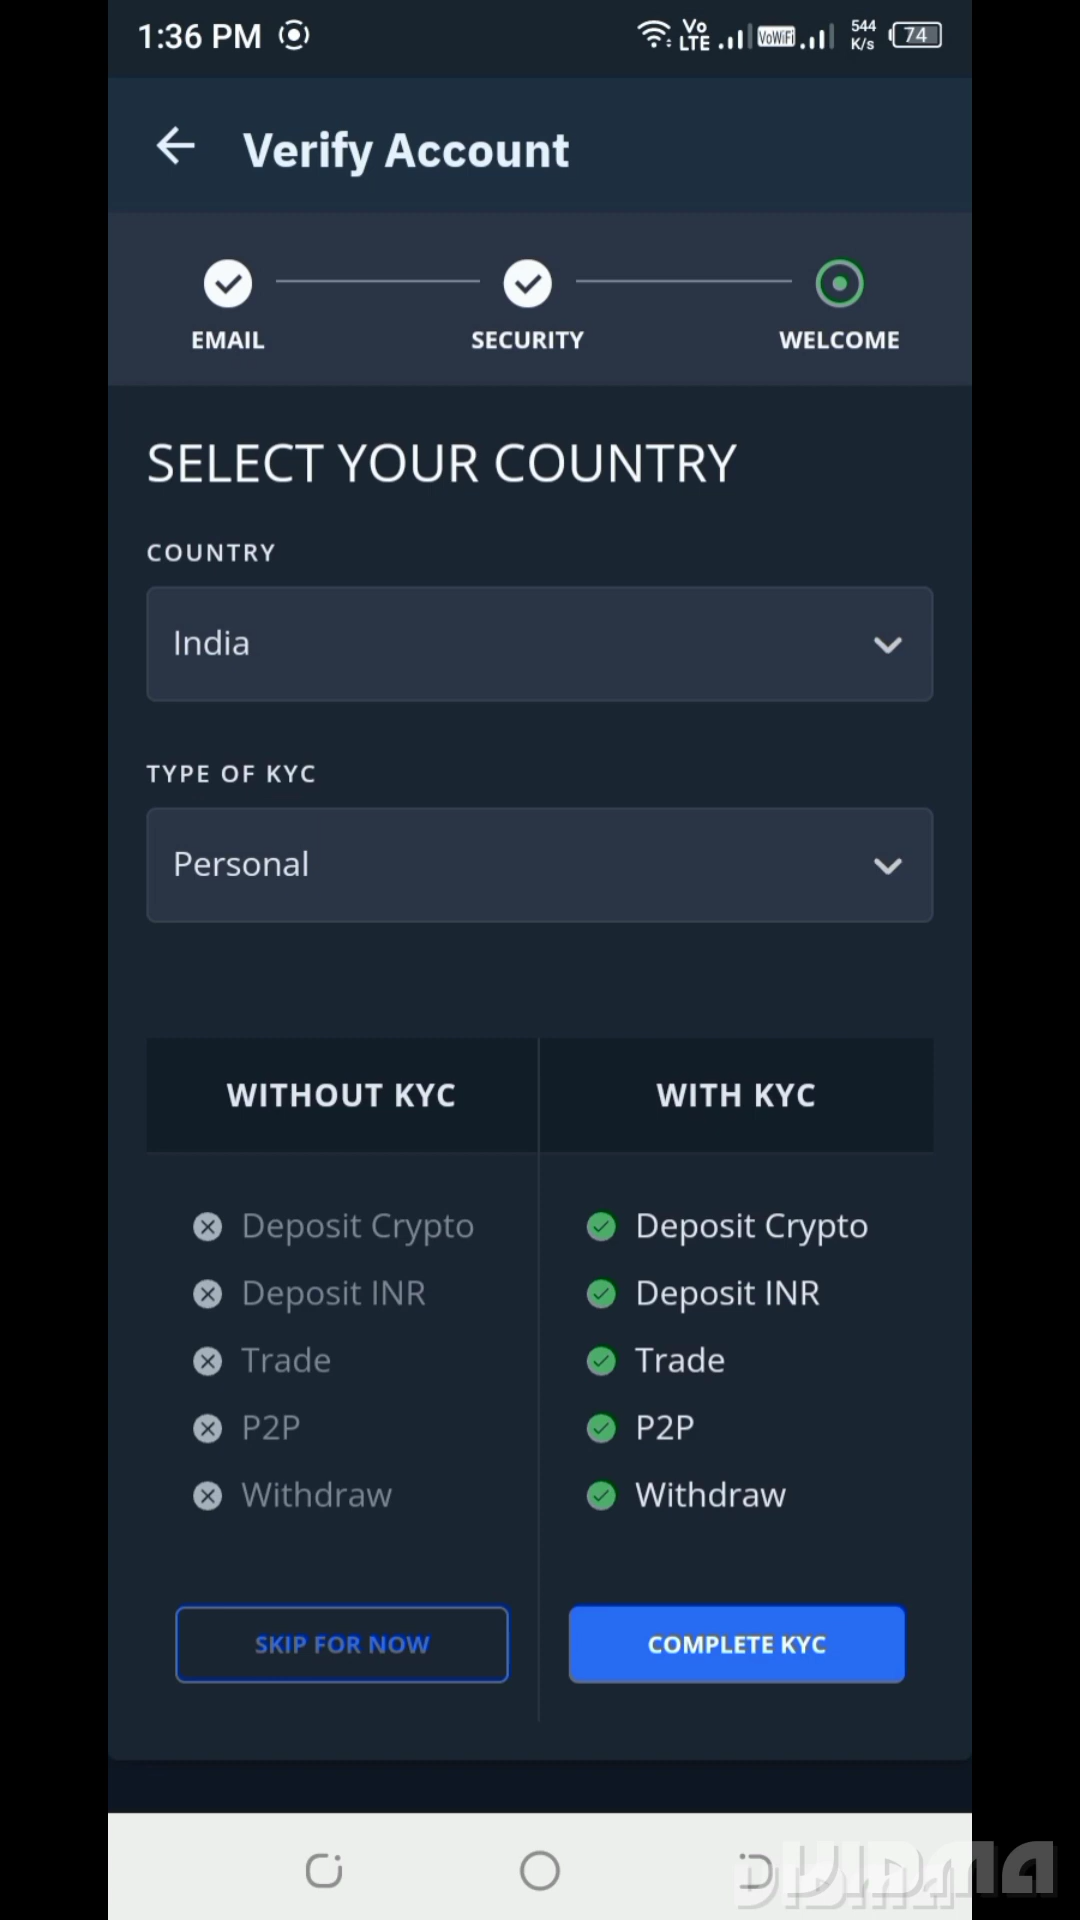 1:36 PM
Vo
LTE
VoWiFi
544
K/s
74
Verify Account
EMAIL
SECURITY
WELCOME
SELECT YOUR COUNTRY
COUNTRY
India
TYPE OF KYC
Personal
WITHOUT KYC
WITH KYC
Deposit Crypto
Deposit Crypto
Deposit INR
Deposit INR
Trade
Trade
P2P
P2P
Withdraw
Withdraw
SKIP FOR NOW
COMPLETE KYC